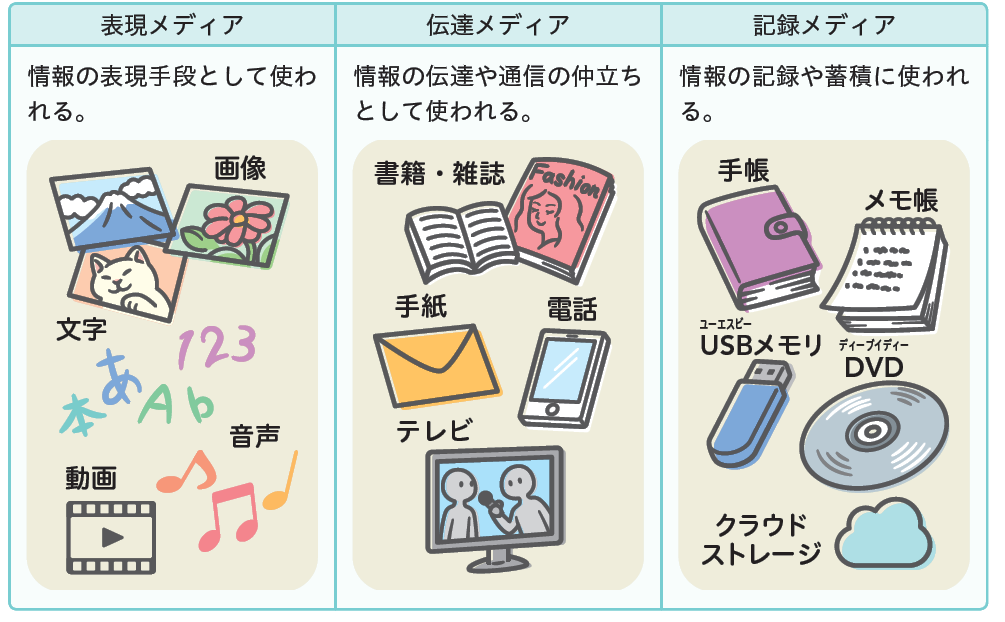 表現メディア
情報の表現手段として使わ
れる。
画像
文字
123
あ
本
Ab
音声
動画
伝達メディア
情報の伝達や通信の仲立ち
として使われる。
書籍・雑誌
Fashion
手紙
電話
テレビ
記録メディア
情報の記録や蓄積に使われ
る。
手帳
メモ帳
ユーエスビー
USBメモリ
ディーブイディー
DVD
クラウド
ストレージ